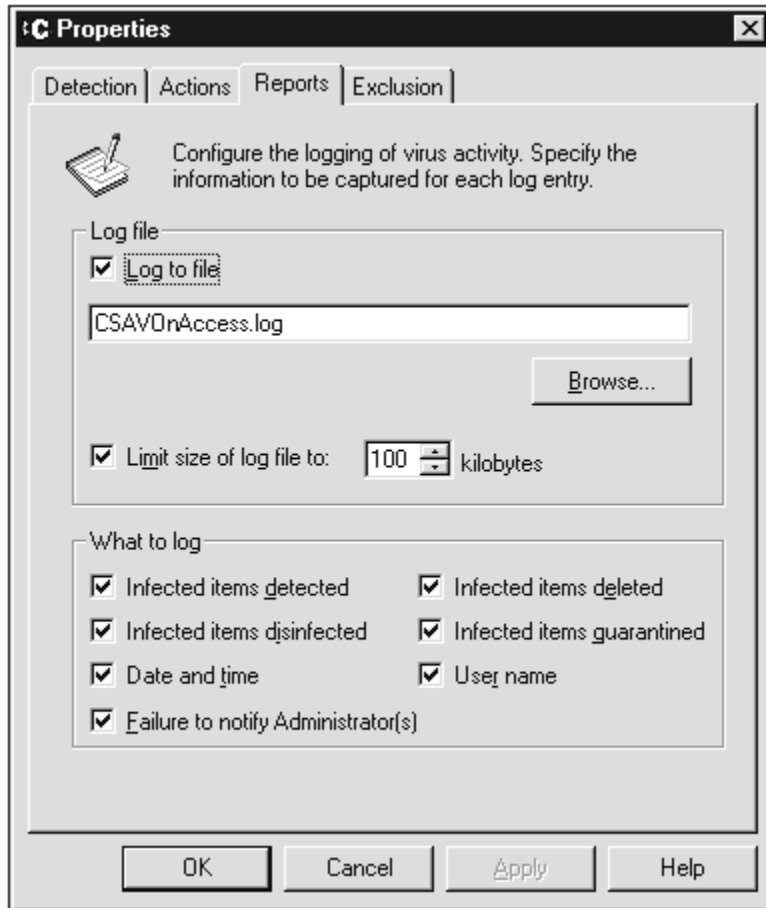 C Properties
Detection Actions Reports Exclusion
Configure the logging of virus activity. Specify the
information to be captured for each log entry.
Log file
Log to file
CSAVOnAccess.log
Browse...
Limit size of log file to: 100 kilobytes
What to log
Infected items detected Infected items deleted
Infected items disinfected Infected items quarantined
Date and time User name
Failure to notify Administrator(s)
OK Cancel Apply Help